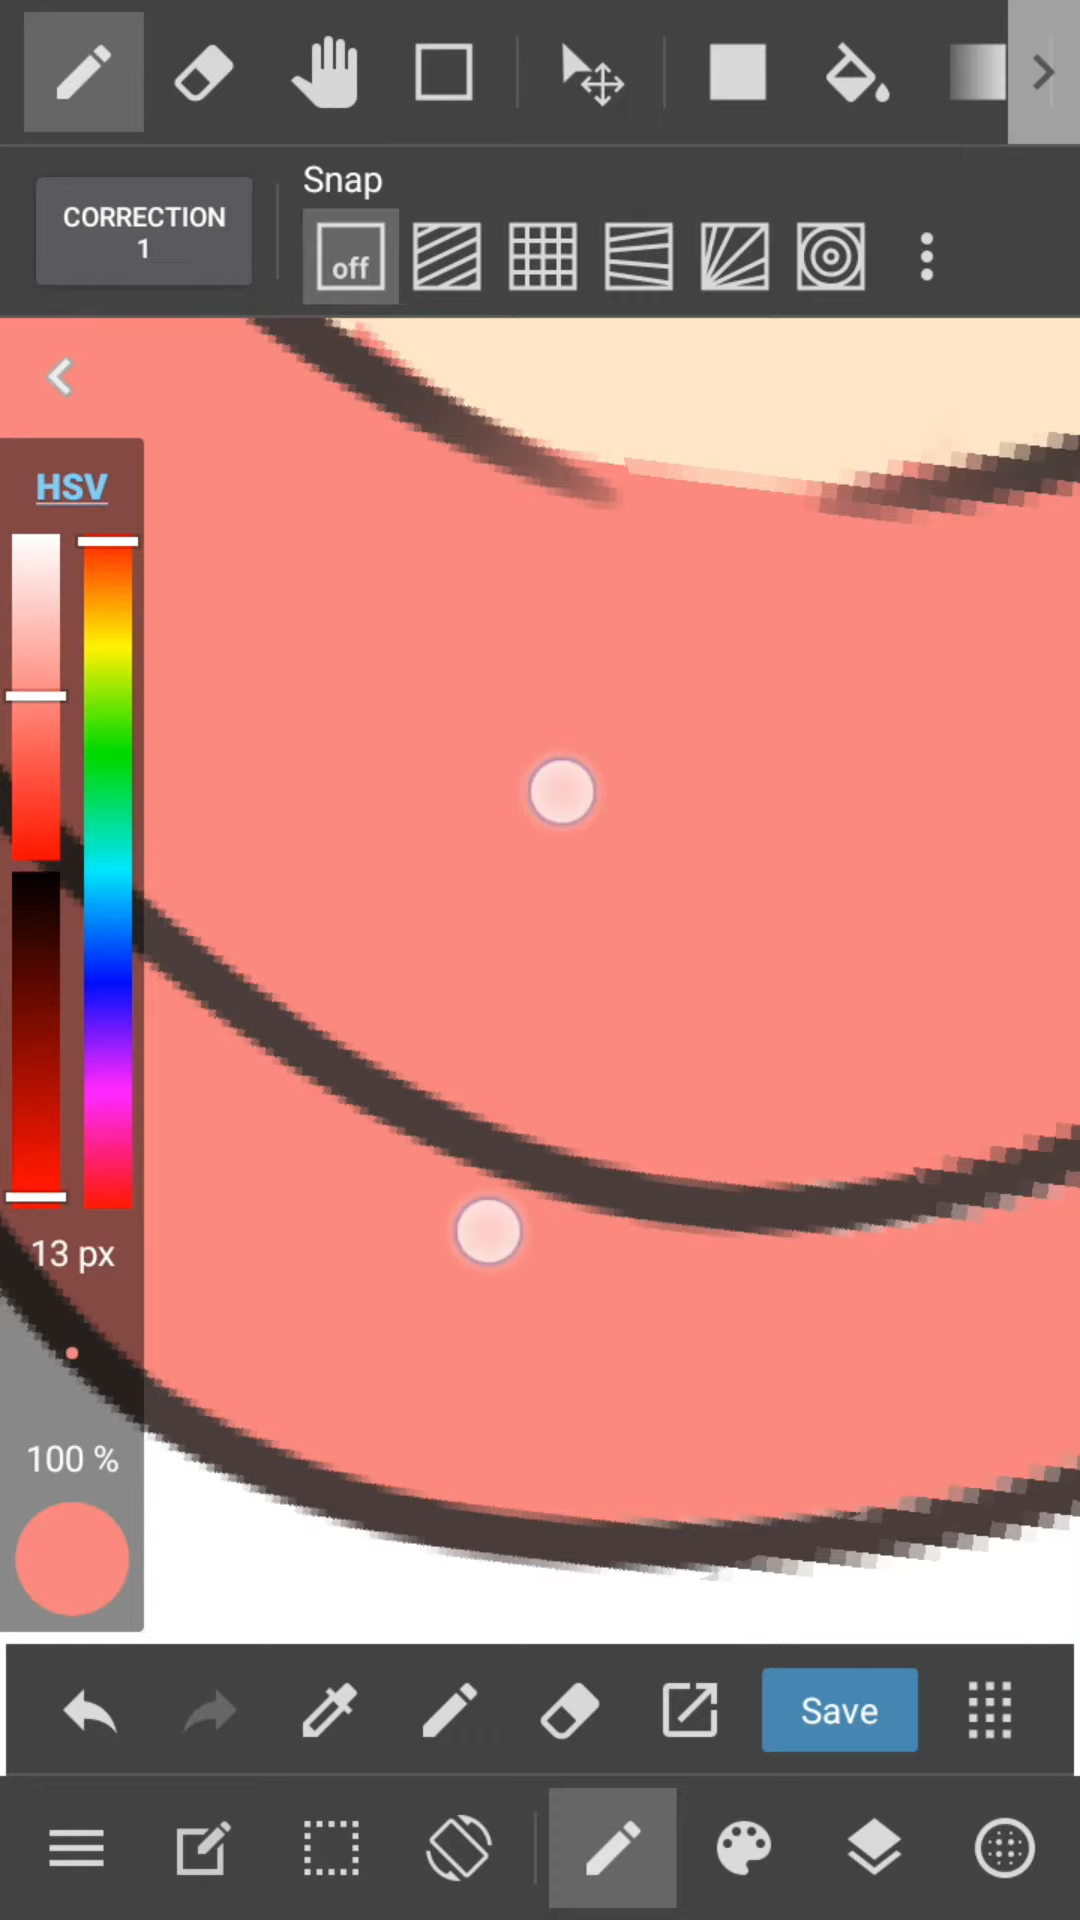 Snap
CORRECTION
1
off
HSV
13 px
100 %
Save